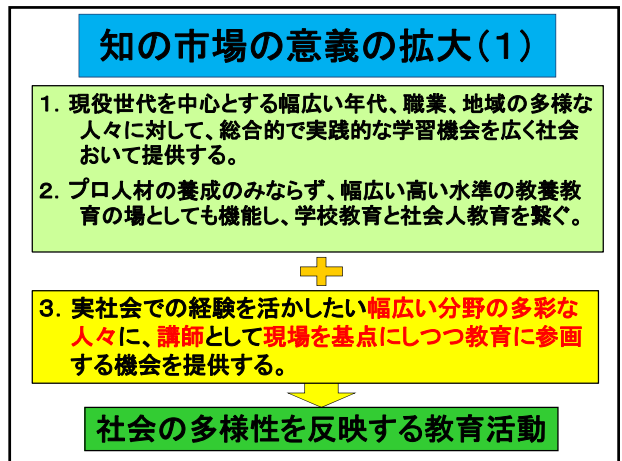 知の市場の意義の拡大(1)
1. 現役世代を中心とする幅広い年代、職業、地域の多様な
人々に対して、総合的で実践的な学習機会を広く社会
おいて提供する。
2. プロ人材の養成のみならず、幅広い高い水準の教養教
育の場としても機能し、学校教育と社会人教育を繋ぐ。
3. 実社会での経験を活かしたい幅広い分野の多彩な
人々に、講師として現場を基点にしつつ教育に参画
する機会を提供する。
社会の多様性を反映する教育活動